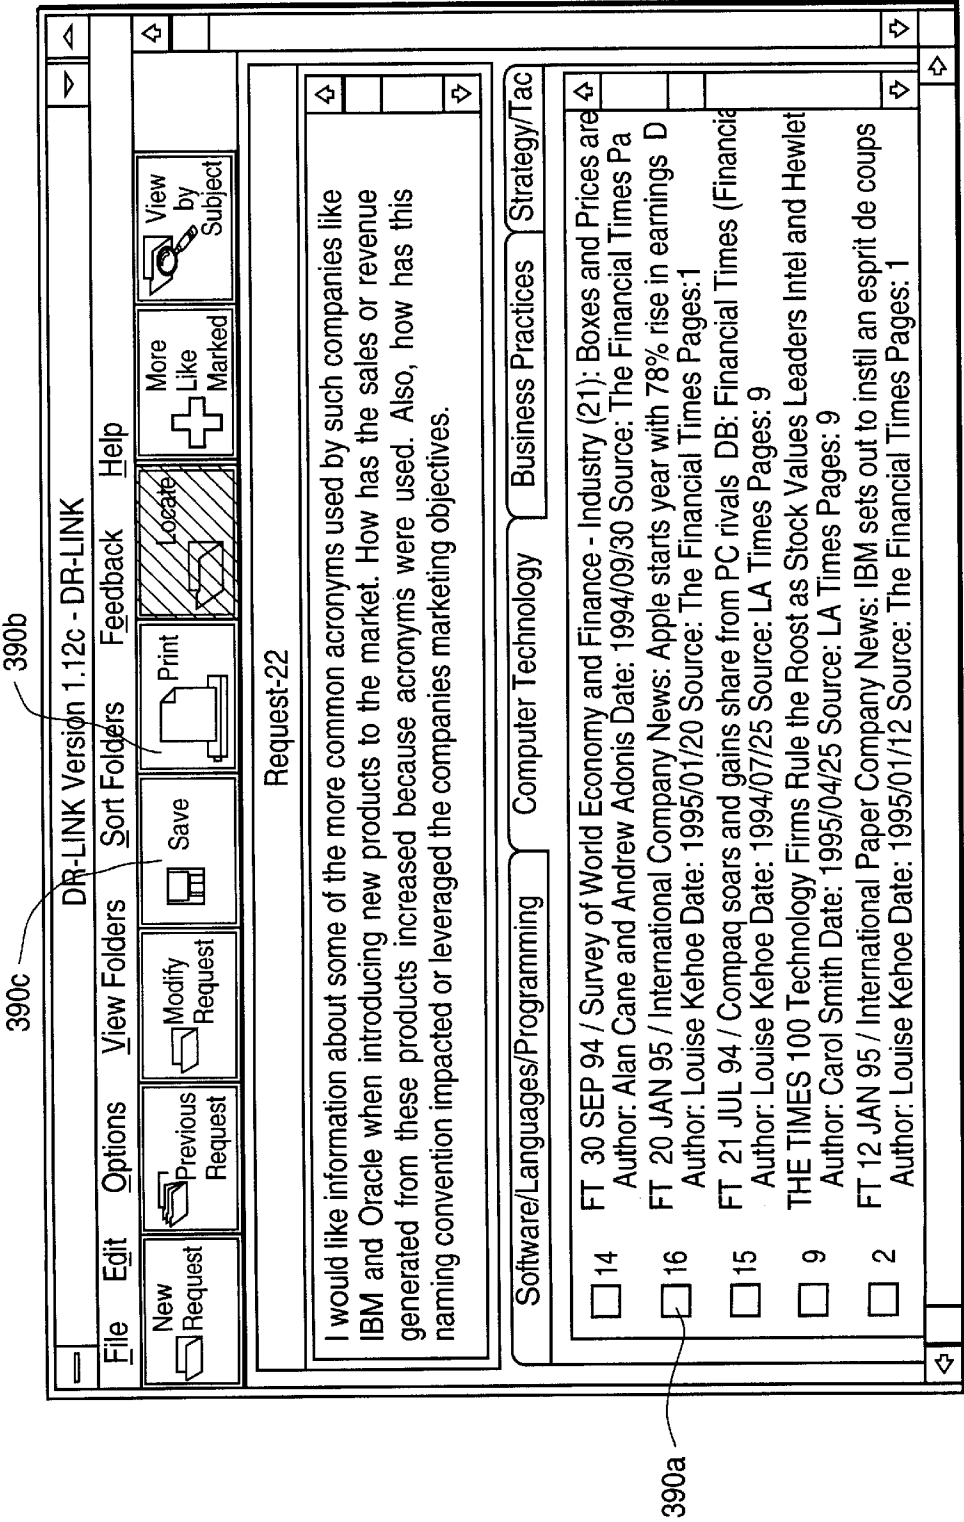 390c
390b
DR-LINK Version 1.12c - DR-LINK
File Edit Options View Folders Sort Folders Feedback Help
New Request
Previous Request
Modify Request
Save
Print
Locate
More Like Marked
View by Subject
Request-22
I would like information about some of the more common acronyms used by such companies like
IBM and Oracle when introducing new products to the market. How has the sales or revenue
generated from these products increased because acronyms were used. Also, how has this
naming convention impacted or leveraged the companies marketing objectives.
Software/Languages/Programming Computer Technology Business Practices Strategy/Tac
14 FT 30 SEP 94 / Survey of World Economy and Finance - Industry (21): Boxes and Prices are
Author: Alan Cane and Andrew Adonis Date: 1994/09/30 Source: The Financial Times Pa
16 FT 20 JAN 95 / International Company News: Apple starts year with 78% rise in earnings D
Author: Louise Kehoe Date: 1995/01/20 Source: The Financial Times Pages:1
15 FT 21 JUL 94 / Compaq soars and gains share from PC rivals DB: Financial Times (Financia
Author: Louise Kehoe Date: 1994/07/25 Source: LA Times Pages: 9
9 THE TIMES 100 Technology Firms Rule the Roost as Stock Values Leaders Intel and Hewlet
Author: Carol Smith Date: 1995/04/25 Source: LA Times Pages: 9
2 FT 12 JAN 95 / International Paper Company News: IBM sets out to instil an esprit de coups
Author: Louise Kehoe Date: 1995/01/12 Source: The Financial Times Pages: 1
390a